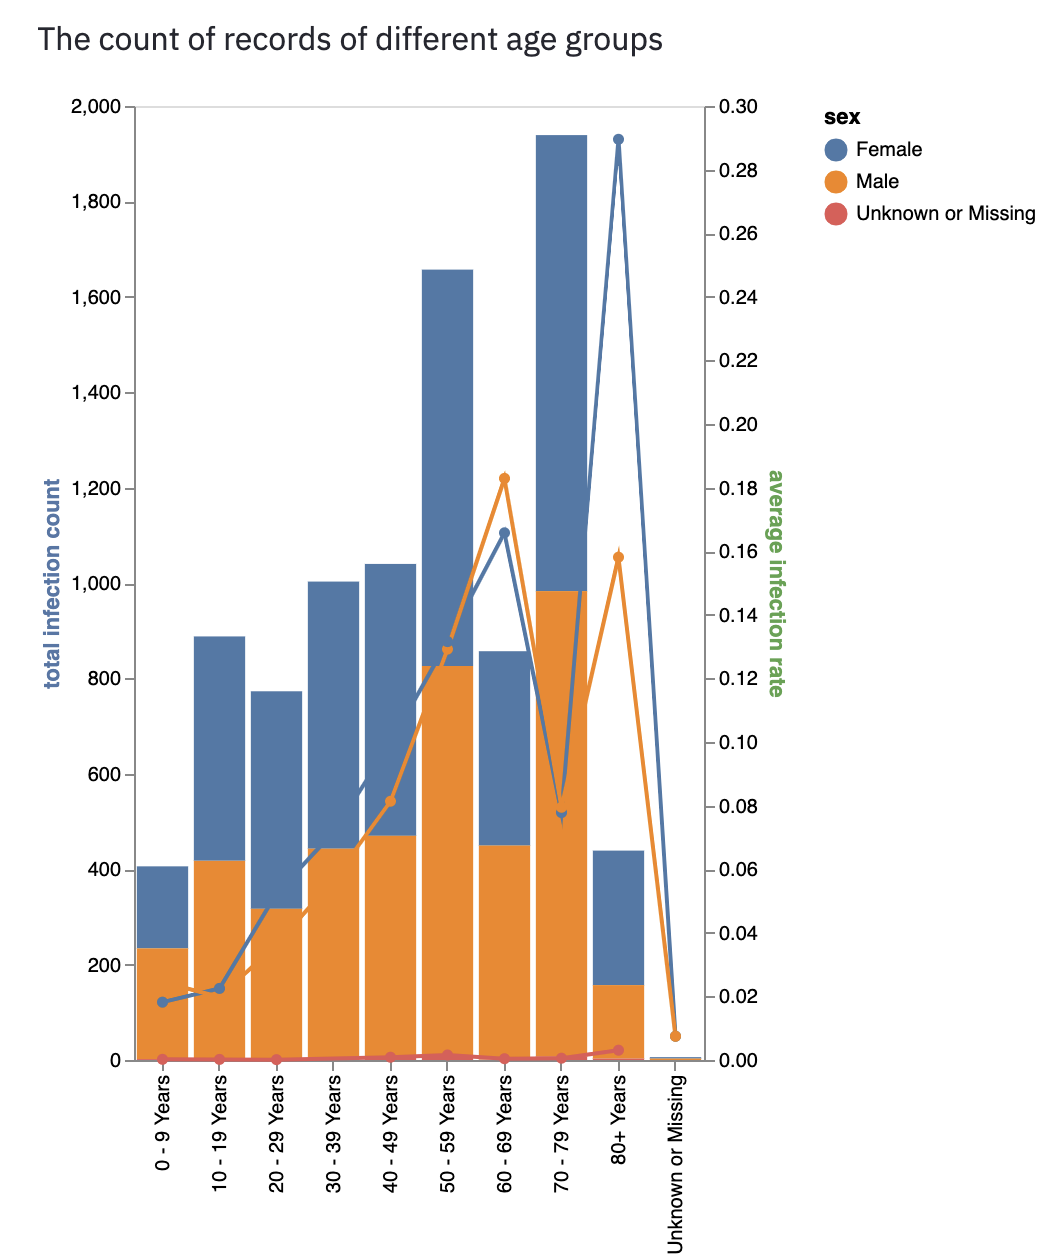 The count of records of different age groups
2,000
1,800
1,600
1,400
1,200
1,000
800
600
400
200
0
total infection count
0.30
0.28
0.26
0.24
0.22
0.20
0.18
0.16
0.14
0.12
0.10
0.08
0.06
0.04
0.02
0.00
average infection rate
sex
Female
Male
Unknown or Missing
0 - 9 Years
10 - 19 Years
20 - 29 Years
30 - 39 Years
40 - 49 Years
50 - 59 Years
60 - 69 Years
70 - 79 Years
80+ Years
Unknown or Missing